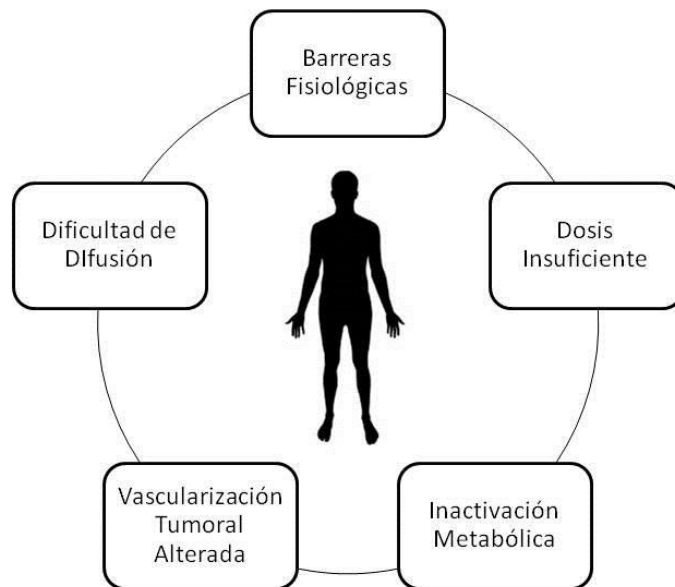 Barreras
Fisiológicas
Dificultad de
DIfusión
Dosis
Insuficiente
Vascularización
Tumoral
Alterada
Inactivación
Metabólica